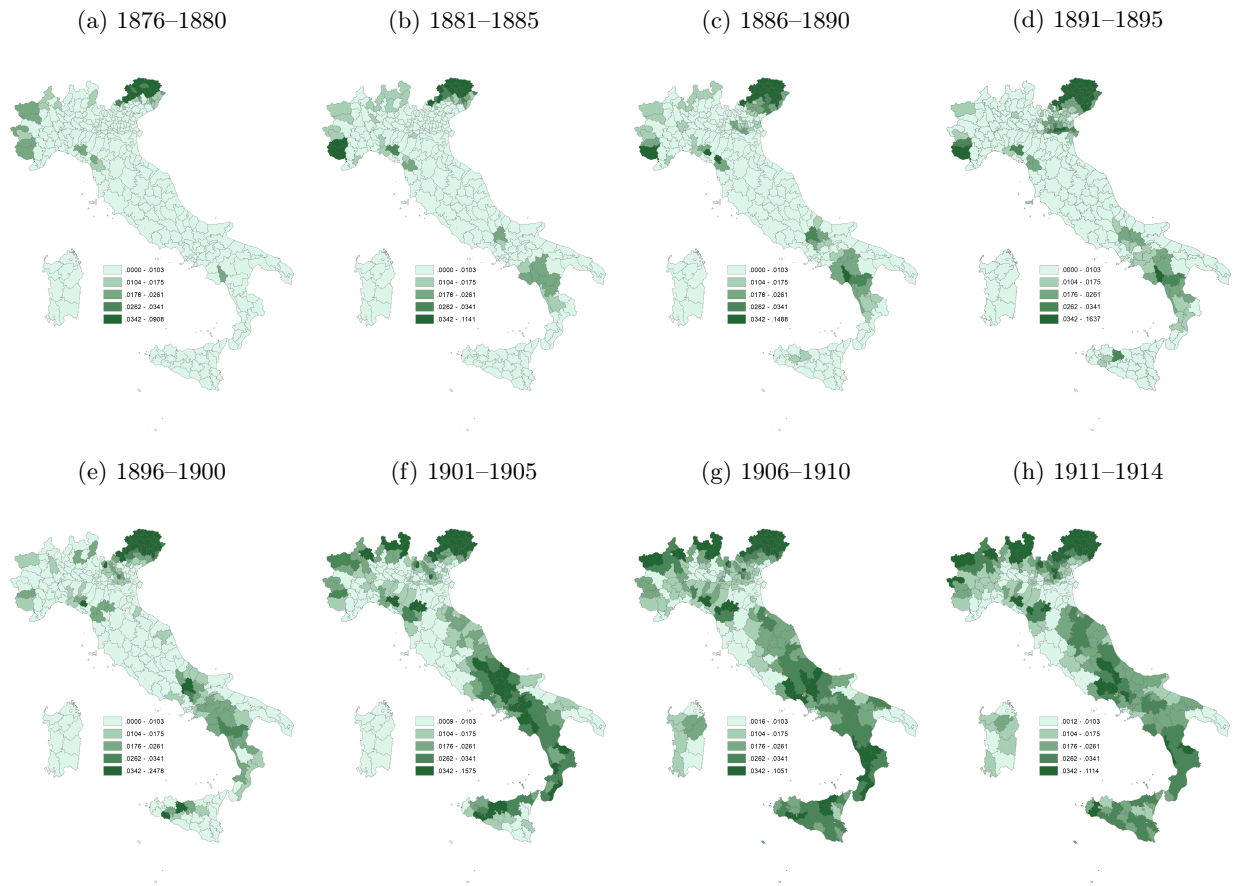 (a) 1876–1880
(b) 1881–1885
(c) 1886–1890
(d) 1891–1895
.0000 - .0103
.0104 - .0175
.0176 - .0261
.0262 - .0341
.0342 - .0908
.0000 - .0103
.0104 - .0175
.0176 - .0261
.0262 - .0341
.0342 - .1141
.0000 - .0103
.0104 - .0175
.0176 - .0261
.0262 - .0341
.0342 - .1488
.0000 - .0103
.0104 - .0175
.0176 - .0261
.0262 - .0341
.0342 - .1637
(e) 1896–1900
(f) 1901–1905
(g) 1906–1910
(h) 1911–1914
.0000 - .0103
.0104 - .0175
.0176 - .0261
.0262 - .0341
.0342 - .2478
.0009 - .0103
.0104 - .0175
.0176 - .0261
.0262 - .0341
.0342 - .1575
.0016 - .0103
.0104 - .0175
.0176 - .0261
.0262 - .0341
.0342 - .1051
.0012 - .0103
.0104 - .0175
.0176 - .0261
.0262 - .0341
.0342 - .1114